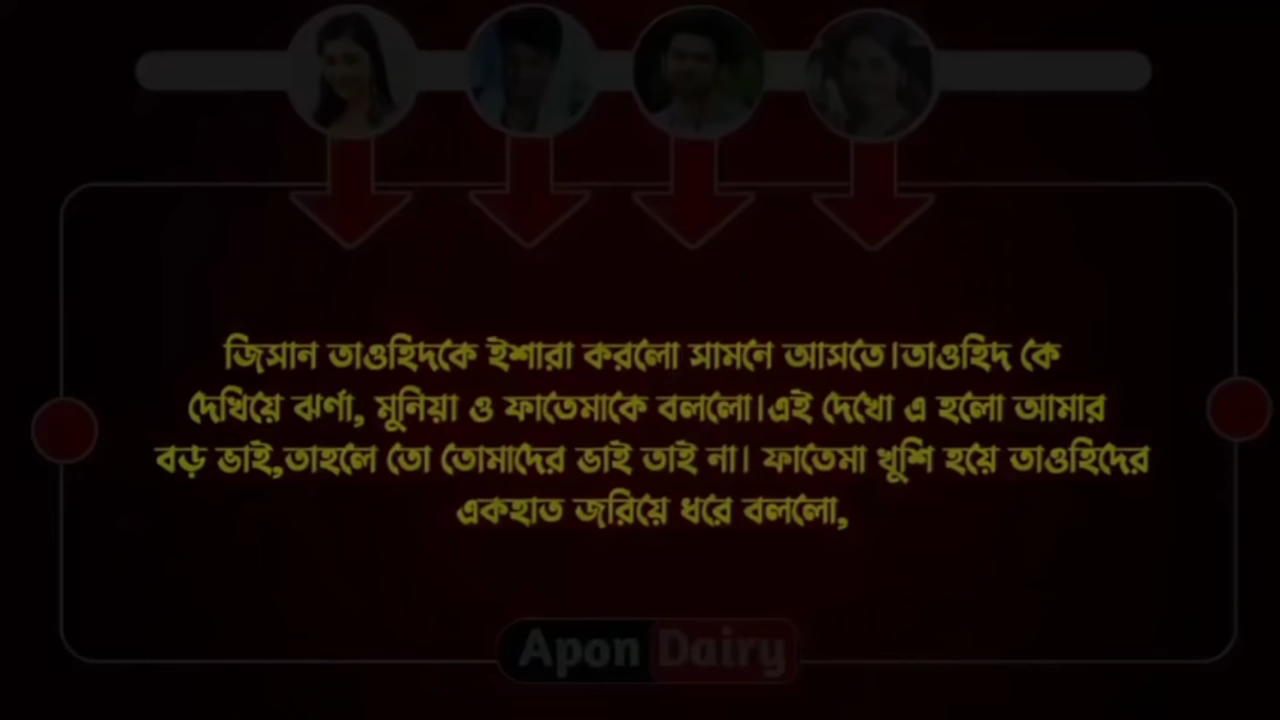 জিসান তাওহিদকে ইশারা করলো সামনে আসতে।তাওহিদ কে
দেখিয়ে ঝর্ণা, মুনিয়া ও ফাতেমাকে বললো।এই দেখো এ হলো আমার
বড় ভাই,তাহলে তো তোমাদের ভাই তাই না। ফাতেমা খুশি হয়ে তাওহিদের
একহাত জরিয়ে ধরে বললো,
Apon Dairy